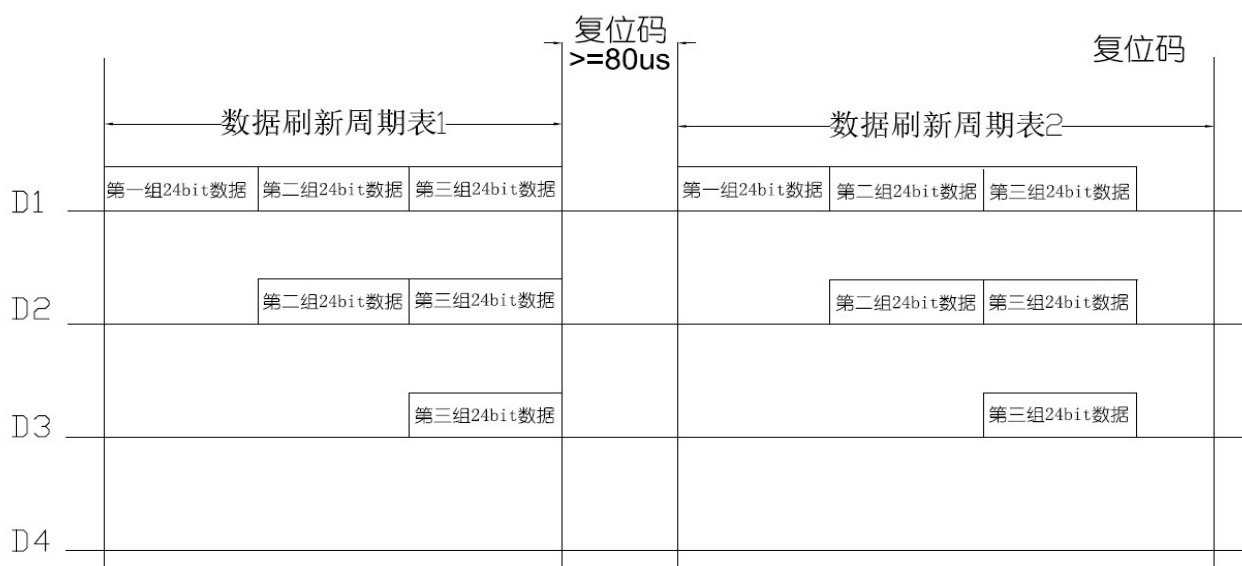 复位码
>=80us
复位码
数据刷新周期表1
数据刷新周期表2
D1
第一组24bit数据
第二组24bit数据
第三组24bit数据
第一组24bit数据
第二组24bit数据
第三组24bit数据
D2
第二组24bit数据
第三组24bit数据
第二组24bit数据
第三组24bit数据
D3
第三组24bit数据
第三组24bit数据
D4